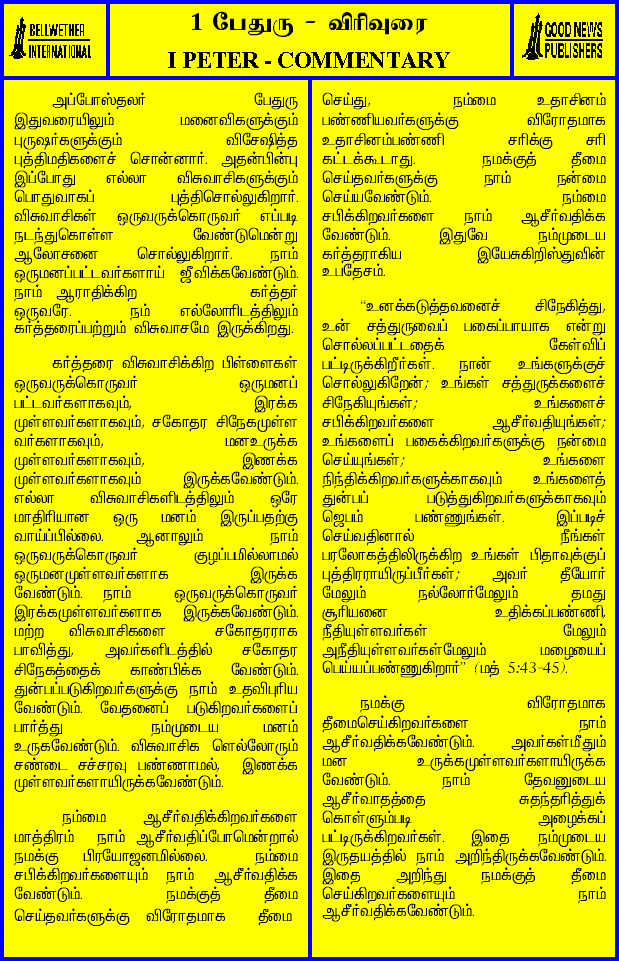 BELLWETHER
INTERNATIONAL
1 பேதுரு - விரிவுரை
I PETER - COMMENTARY
GOOD NEWS
PUBLISHERS
அப்போஸ்தலர் பேதுரு
இதுவரையிலும் மனைவிகளுக்கும்
புருஷர்களுக்கும் விசேஷித்த
புத்திமதிகளைச் சொன்னார். அதன்பின்பு
இப்போது எல்லா விசுவாசிகளுக்கும்
பொதுவாகப் புத்திசொல்லுகிறார்.
விசுவாசிகள் ஒருவருக்கொருவர் எப்படி
நடந்துகொள்ள வேண்டுமென்று
ஆலோசனை சொல்லுகிறார். நாம்
ஒருமனப்பட்டவர்களாய் ஜீவிக்கவேண்டும்.
நாம் ஆராதிக்கிற கர்த்தர்
ஒருவரே. நம் எல்லோரிடத்திலும்
கர்த்தரைப்பற்றும் விசுவாசமே இருக்கிறது.
கர்த்தரை விசுவாசிக்கிற பிள்ளைகள்
ஒருவருக்கொருவர் ஒருமனப்
பட்டவர்களாகவும், இரக்க
முள்ளவர்களாகவும், சகோதர சிநேகமுள்ள
வர்களாகவும், மனஉருக்க
முள்ளவர்களாகவும், இணக்க
முள்ளவர்களாகவும் இருக்கவேண்டும்.
எல்லா விசுவாசிகளிடத்திலும் ஒரே
மாதிரியான ஒரு மனம் இருப்பதற்கு
வாய்ப்பில்லை. ஆனாலும் நாம்
ஒருவருக்கொருவர் குழப்பமில்லாமல்
ஒருமனமுள்ளவர்களாக இருக்க
வேண்டும். நாம் ஒருவருக்கொருவர்
இரக்கமுள்ளவர்களாக இருக்கவேண்டும்.
மற்ற விசுவாசிகளை சகோதரராக
பாவித்து, அவர்களிடத்தில் சகோதர
சிநேகத்தைக் காண்பிக்க வேண்டும்.
துன்பப்படுகிறவர்களுக்கு நாம் உதவிபுரிய
வேண்டும். வேதனைப் படுகிறவர்களைப்
பார்த்து நம்முடைய மனம்
உருகவேண்டும். விசுவாசிக ளெல்லோரும்
சண்டை சச்சரவு பண்ணாமல், இணக்க
முள்ளவர்களாயிருக்கவேண்டும்.
நம்மை ஆசீர்வதிக்கிறவர்களை
மாத்திரம் நாம் ஆசீர்வதிப்போமென்றால்
நமக்கு பிரயோஜனமில்லை. நம்மை
சபிக்கிறவர்களையும் நாம் ஆசீர்வதிக்க
வேண்டும். நமக்குத் தீமை
செய்தவர்களுக்கு விரோதமாக தீமை
செய்து, நம்மை உதாசினம்
பண்ணியவர்களுக்கு விரோதமாக
உதாசினம்பண்ணி சரிக்கு சரி
கட்டக்கூடாது. நமக்குத் தீமை
செய்தவர்களுக்கு நாம் நன்மை
செய்யவேண்டும். நம்மை
சபிக்கிறவர்களை நாம் ஆசீர்வதிக்க
வேண்டும். இதுவே நம்முடைய
கர்த்தராகிய இயேசுகிறிஸ்துவின்
உபதேசம்.
“உனக்கடுத்தவனைச் சிநேகித்து,
உன் சத்துருவைப் பகைப்பாயாக என்று
சொல்லப்பட்டதைக் கேள்விப்
பட்டிருக்கிறீர்கள். நான் உங்களுக்குச்
சொல்லுகிறேன்; உங்கள் சத்துருக்களைச்
சிநேகியுங்கள்; உங்களைச்
சபிக்கிறவர்களை ஆசீர்வதியுங்கள்;
உங்களைப் பகைக்கிறவர்களுக்கு நன்மை
செய்யுங்கள்; உங்களை
நிந்திக்கிறவர்களுக்காகவும் உங்களைத்
துன்பப் படுத்துகிறவர்களுக்காகவும்
ஜெபம் பண்ணுங்கள். இப்படிச்
செய்வதினால் நீங்கள்
பரலோகத்திலிருக்கிற உங்கள் பிதாவுக்குப்
புத்திரராயிருப்பீர்கள்; அவர் தீயோர்
மேலும் நல்லோர்மேலும் தமது
சூரியனை உதிக்கப்பண்ணி,
நீதியுள்ளவர்கள் மேலும்
அநீதியுள்ளவர்கள்மேலும் மழையைப்
பெய்யப்பண்ணுகிறார்” (மத் 5:43-45).
நமக்கு விரோதமாக
தீமைசெய்கிறவர்களை நாம்
ஆசீர்வதிக்கவேண்டும். அவர்கள்மீதும்
மன உருக்கமுள்ளவர்களாயிருக்க
வேண்டும். நாம் தேவனுடைய
ஆசீர்வாதத்தை சுதந்தரித்துக்
கொள்ளும்படி அழைக்கப்
பட்டிருக்கிறவர்கள். இதை நம்முடைய
இருதயத்தில் நாம் அறிந்திருக்கவேண்டும்.
இதை அறிந்து நமக்குத் தீமை
செய்கிறவர்களையும் நாம்
ஆசீர்வதிக்கவேண்டும்.